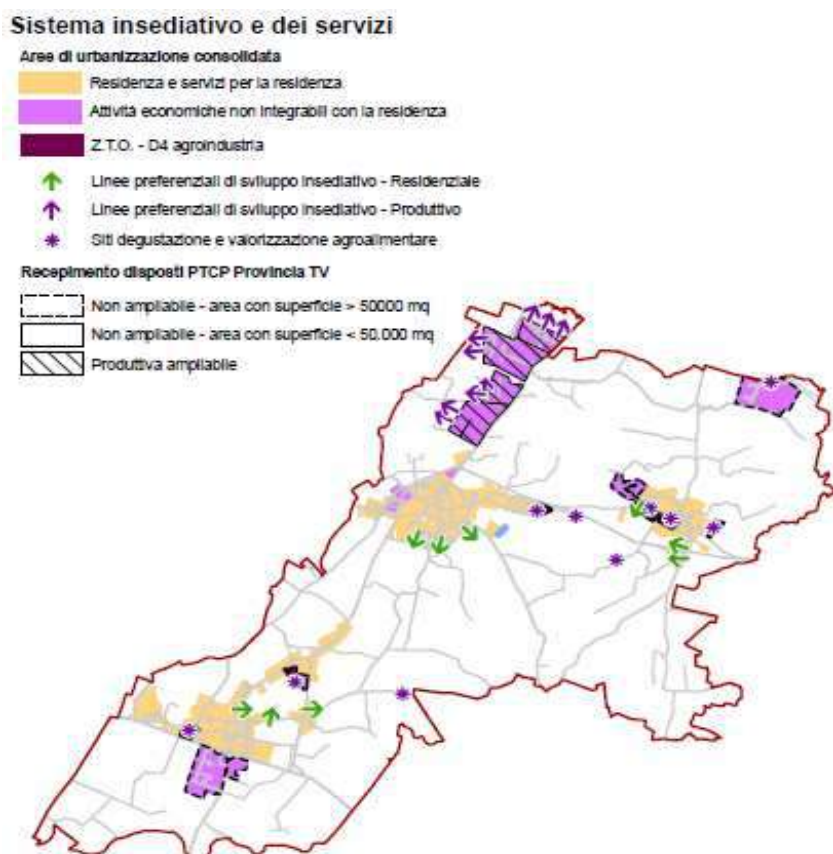 Sistema insediativo e dei servizi
Aree di urbanizzazione consolidata
Residenza e servizi per la residenza
Attività economiche non integrabili con la residenza
Z.T.O. - D4 agroindustria
Linee preferenziali di sviluppo insediativo - Residenziale
Linee preferenziali di sviluppo insediativo - Produttivo
Siti degustazione e valorizzazione agroalimentare
Recepimento disposti PTCP Provincia TV
Non ampliabile - area con superficie > 50000 mq
Non ampliabile - area con superficie < 50.000 mq
Produttiva ampliabile